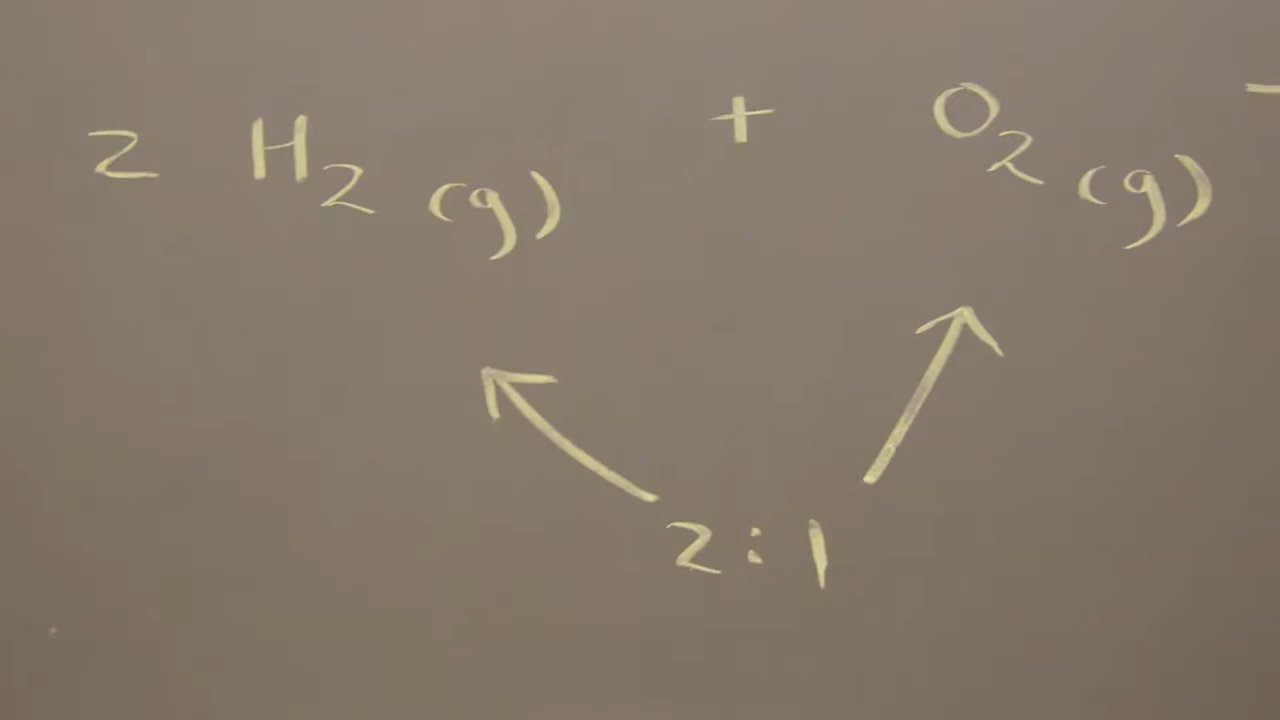 2 H₂ (g) + O₂ (g)
2 : 1